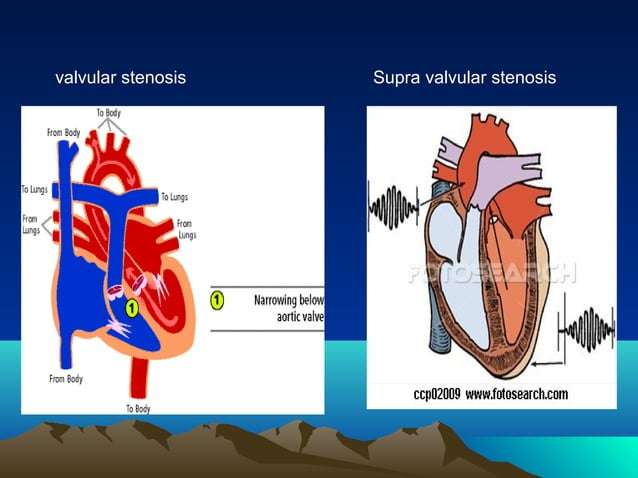 valvular stenosis
Supra valvular stenosis
To Body
From Body
To Lungs
To Lungs
From
Lungs
From
Lungs
1
1 Narrowing below
aortic valve
From Body
To Body
FOTOSEARCH
ccp02009 www.fotosearch.com